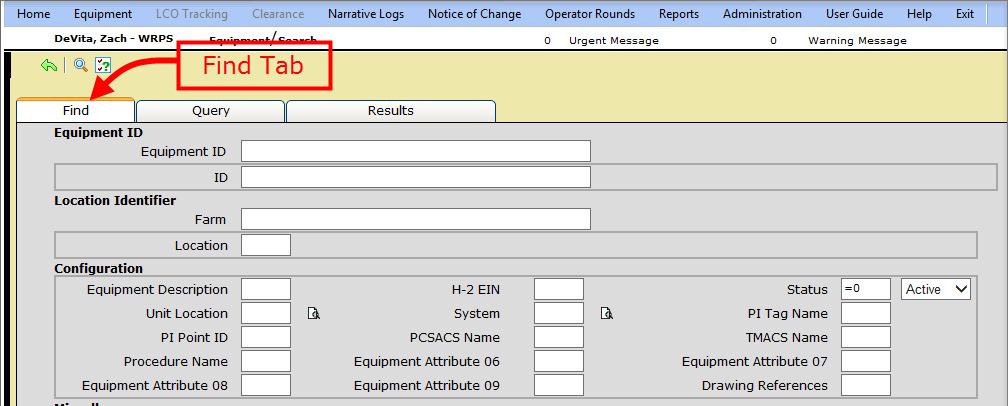 Home Equipment LCO Tracking Clearance Narrative Logs Notice of Change Operator Rounds Reports Administration User Guide Help Exit
DeVita, Zach - WRPS Equipment/Search 0 Urgent Message 0 Warning Message
Find Tab
Find Query Results
Equipment ID
Equipment ID
ID
Location Identifier
Farm
Location
Configuration
Equipment Description H-2 EIN Status =0 Active
Unit Location System PI Tag Name
PI Point ID PCSACS Name TMACS Name
Procedure Name Equipment Attribute 06 Equipment Attribute 07
Equipment Attribute 08 Equipment Attribute 09 Drawing References